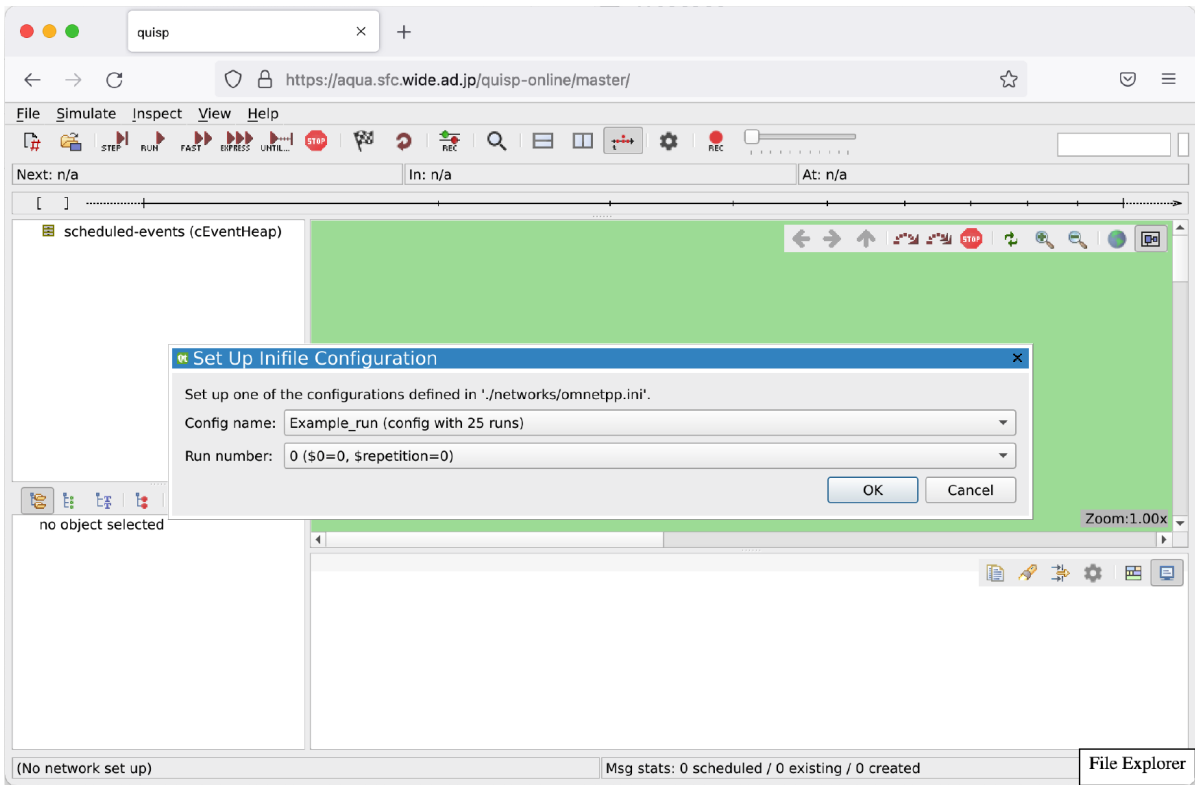 quisp
https://aqua.sfc.wide.ad.jp/quisp-online/master/
File Simulate Inspect View Help
STEP RUN FAST EXPRESS UNTIL... STOP REC REC
Next: n/a In: n/a At: n/a
[ ]
scheduled-events (cEventHeap)
STOP
Set Up Inifile Configuration
Set up one of the configurations defined in './networks/omnetpp.ini'.
Config name: Example_run (config with 25 runs)
Run number: 0 ($0=0, $repetition=0)
OK Cancel
no object selected
Zoom:1.00x
(No network set up) Msg stats: 0 scheduled / 0 existing / 0 created
File Explorer